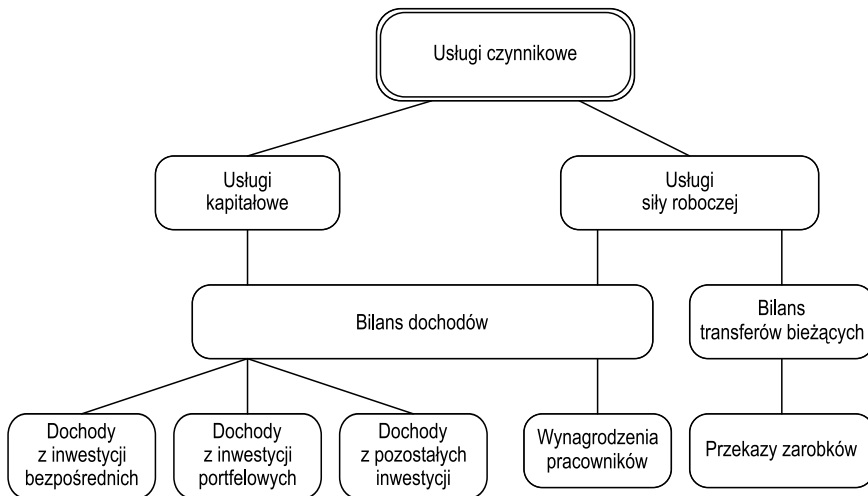 Usługi czynnikowe
Usługi
kapitałowe
Usługi
siły roboczej
Bilans dochodów
Bilans
transferów bieżących
Dochody
z inwestycji
bezpośrednich
Dochody
z inwestycji
portfelowych
Dochody
z pozostałych
inwestycji
Wynagrodzenia
pracowników
Przekazy zarobków